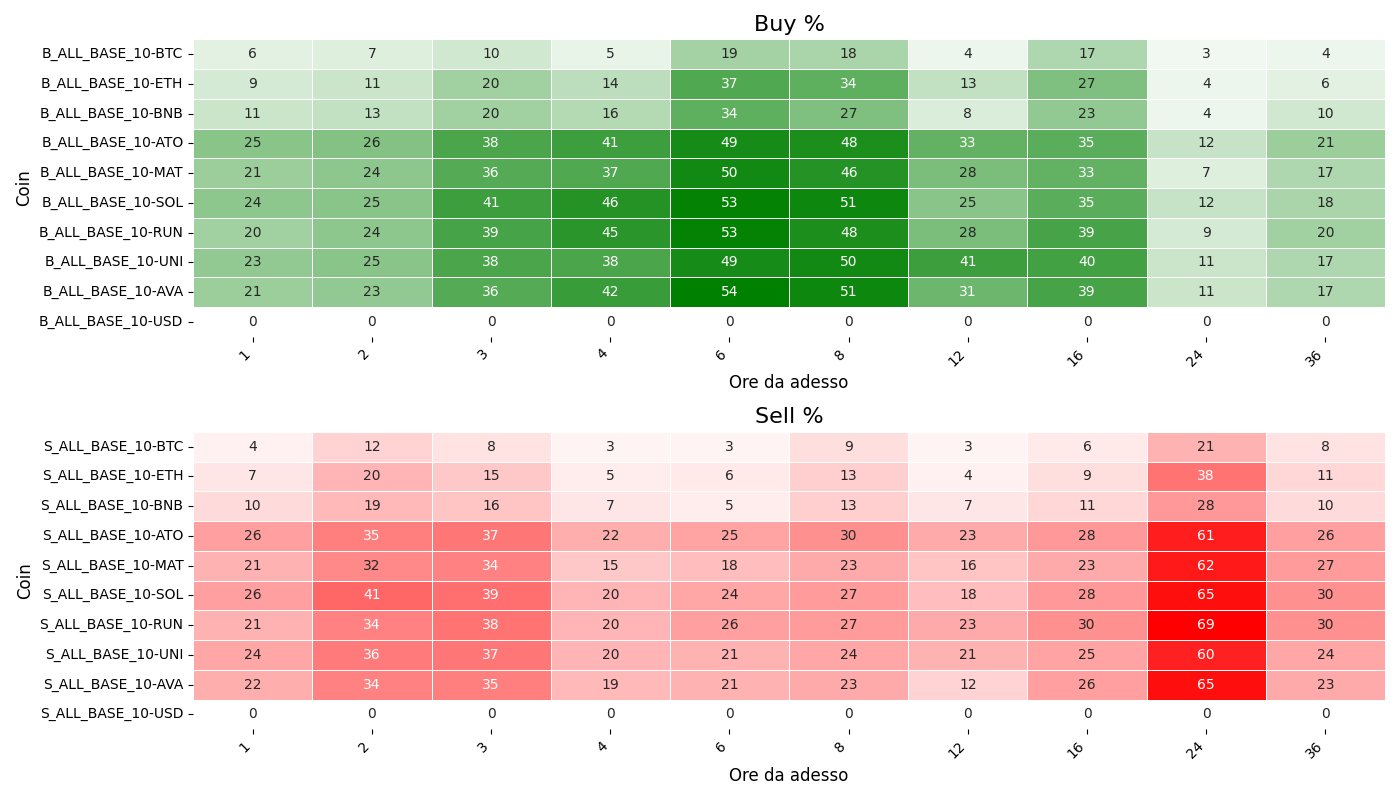 Buy %
Coin
B_ALL_BASE_10-BTC 6 7 10 5 19 18 4 17 3 4
B_ALL_BASE_10-ETH 9 11 20 14 37 34 13 27 4 6
B_ALL_BASE_10-BNB 11 13 20 16 34 27 8 23 4 10
B_ALL_BASE_10-ATO 25 26 38 41 49 48 33 35 12 21
B_ALL_BASE_10-MAT 21 24 36 37 50 46 28 33 7 17
B_ALL_BASE_10-SOL 24 25 41 46 53 51 25 35 12 18
B_ALL_BASE_10-RUN 20 24 39 45 53 48 28 39 9 20
B_ALL_BASE_10-UNI 23 25 38 38 49 50 41 40 11 17
B_ALL_BASE_10-AVA 21 23 36 42 54 51 31 39 11 17
B_ALL_BASE_10-USD 0 0 0 0 0 0 0 0 0 0
1 2 3 4 6 8 12 16 24 36
Ore da adesso
Sell %
Coin
S_ALL_BASE_10-BTC 4 12 8 3 3 9 3 6 21 8
S_ALL_BASE_10-ETH 7 20 15 5 6 13 4 9 38 11
S_ALL_BASE_10-BNB 10 19 16 7 5 13 7 11 28 10
S_ALL_BASE_10-ATO 26 35 37 22 25 30 23 28 61 26
S_ALL_BASE_10-MAT 21 32 34 15 18 23 16 23 62 27
S_ALL_BASE_10-SOL 26 41 39 20 24 27 18 28 65 30
S_ALL_BASE_10-RUN 21 34 38 20 26 27 23 30 69 30
S_ALL_BASE_10-UNI 24 36 37 20 21 24 21 25 60 24
S_ALL_BASE_10-AVA 22 34 35 19 21 23 12 26 65 23
S_ALL_BASE_10-USD 0 0 0 0 0 0 0 0 0 0
1 2 3 4 6 8 12 16 24 36
Ore da adesso